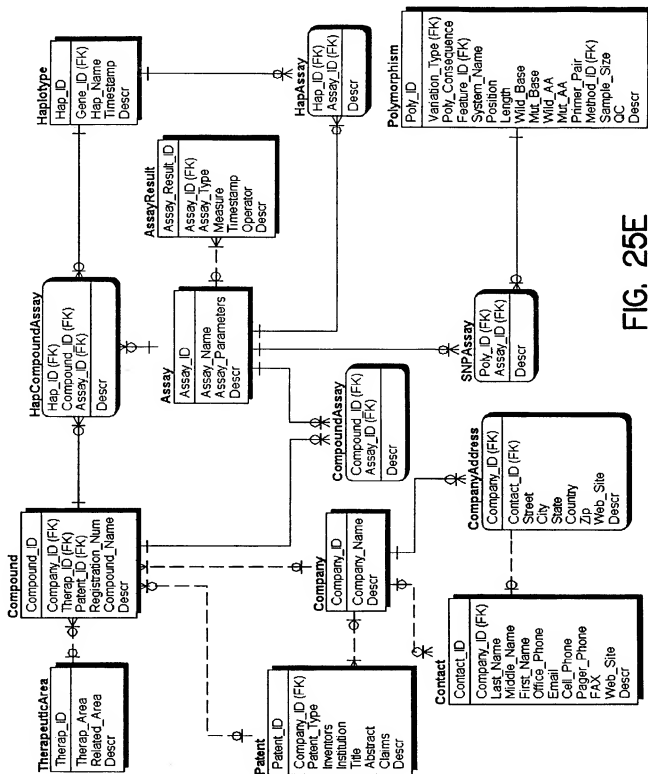 TherapeuticArea
Therap_ID
Therap_Area
Related_Area
Descr
Compound
Compound_ID
Company_ID (FK)
Therap_ID (FK)
Patent_ID (FK)
Registration_Num
Compound_Name
Descr
HapCompoundAssay
Hap_ID (FK)
Compound_ID (FK)
Assay_ID (FK)
Descr
Haplotype
Hap_ID
Gene_ID (FK)
Hap_Name
Timestamp
Descr
AssayResult
Assay_Result_ID
Assay_ID (FK)
Assay_Type
Measure
Timestamp
Operator
Descr
HapAssay
Hap_ID (FK)
Assay_ID (FK)
Descr
Assay
Assay_ID
Assay_Name
Assay_Parameters
Descr
CompoundAssay
Compound_ID (FK)
Assay_ID (FK)
Descr
Patent
Patent_ID
Company_ID (FK)
Patent_Type
Inventors
Institution
Title
Abstract
Claims
Descr
Company
Company_ID
Company_Name
Descr
SNPAssay
Poly_ID (FK)
Assay_ID (FK)
Descr
Polymorphism
Poly_ID
Variation_Type (FK)
Poly_Consequence
Feature_ID (FK)
System_Name
Position
Length
Wild_Base
Mut_Base
Wild_AA
Mut_AA
Primer_Pair
Method_ID (FK)
Sample_Size
QC
Descr
Contact
Contact_ID
Company_ID (FK)
Last_Name
Middle_Name
First_Name
Office_Phone
Email
Cell_Phone
Pager_Phone
FAX
Web_Site
Descr
CompanyAddress
Company_ID (FK)
Contact_ID (FK)
Street
City
State
Country
Zip
Web_Site
Descr
FIG. 25E